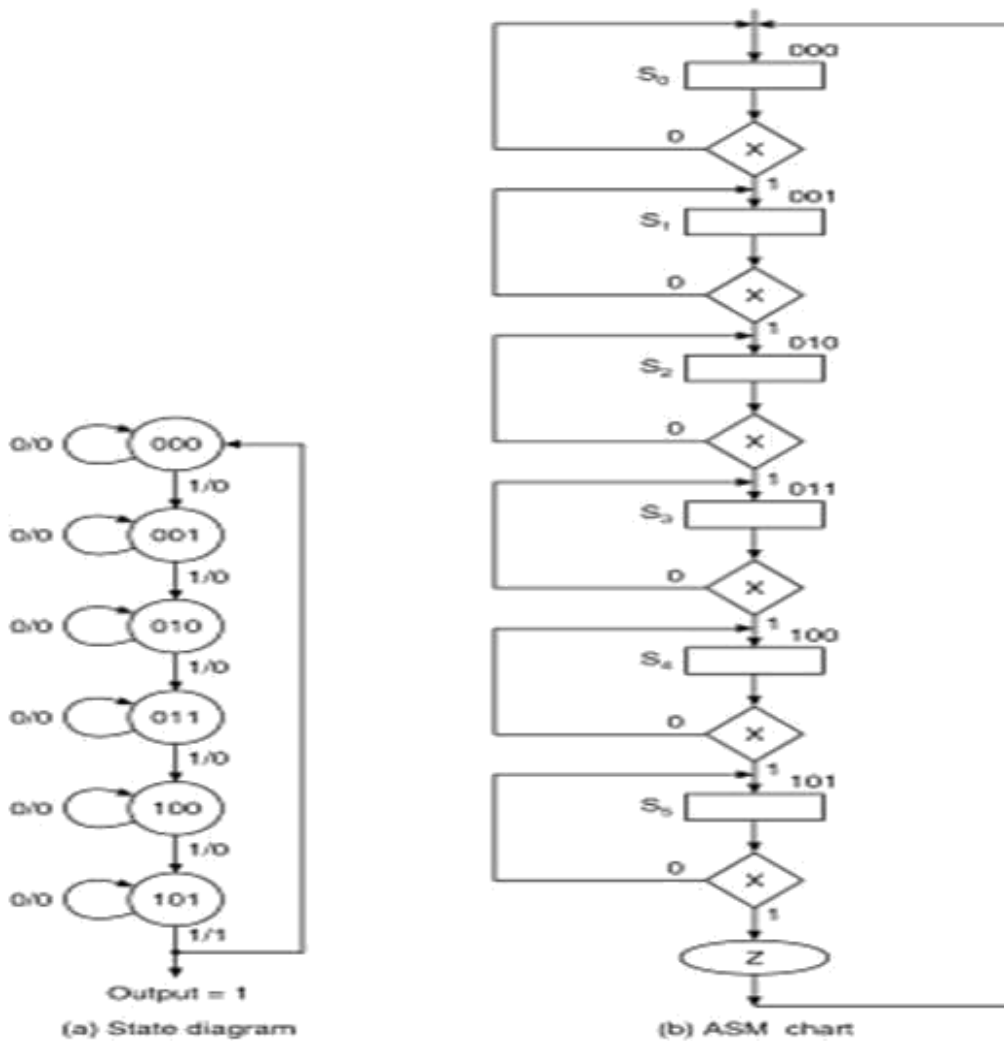 0/0
000
1/0
0/0
001
1/0
0/0
010
1/0
0/0
011
1/0
0/0
100
1/0
0/0
101
1/1
Output = 1
(a) State diagram
000
S0
0
X
1
001
S1
0
X
1
010
S2
0
X
1
011
S3
0
X
1
100
S4
0
X
1
101
S5
0
X
1
Z
(b) ASM chart